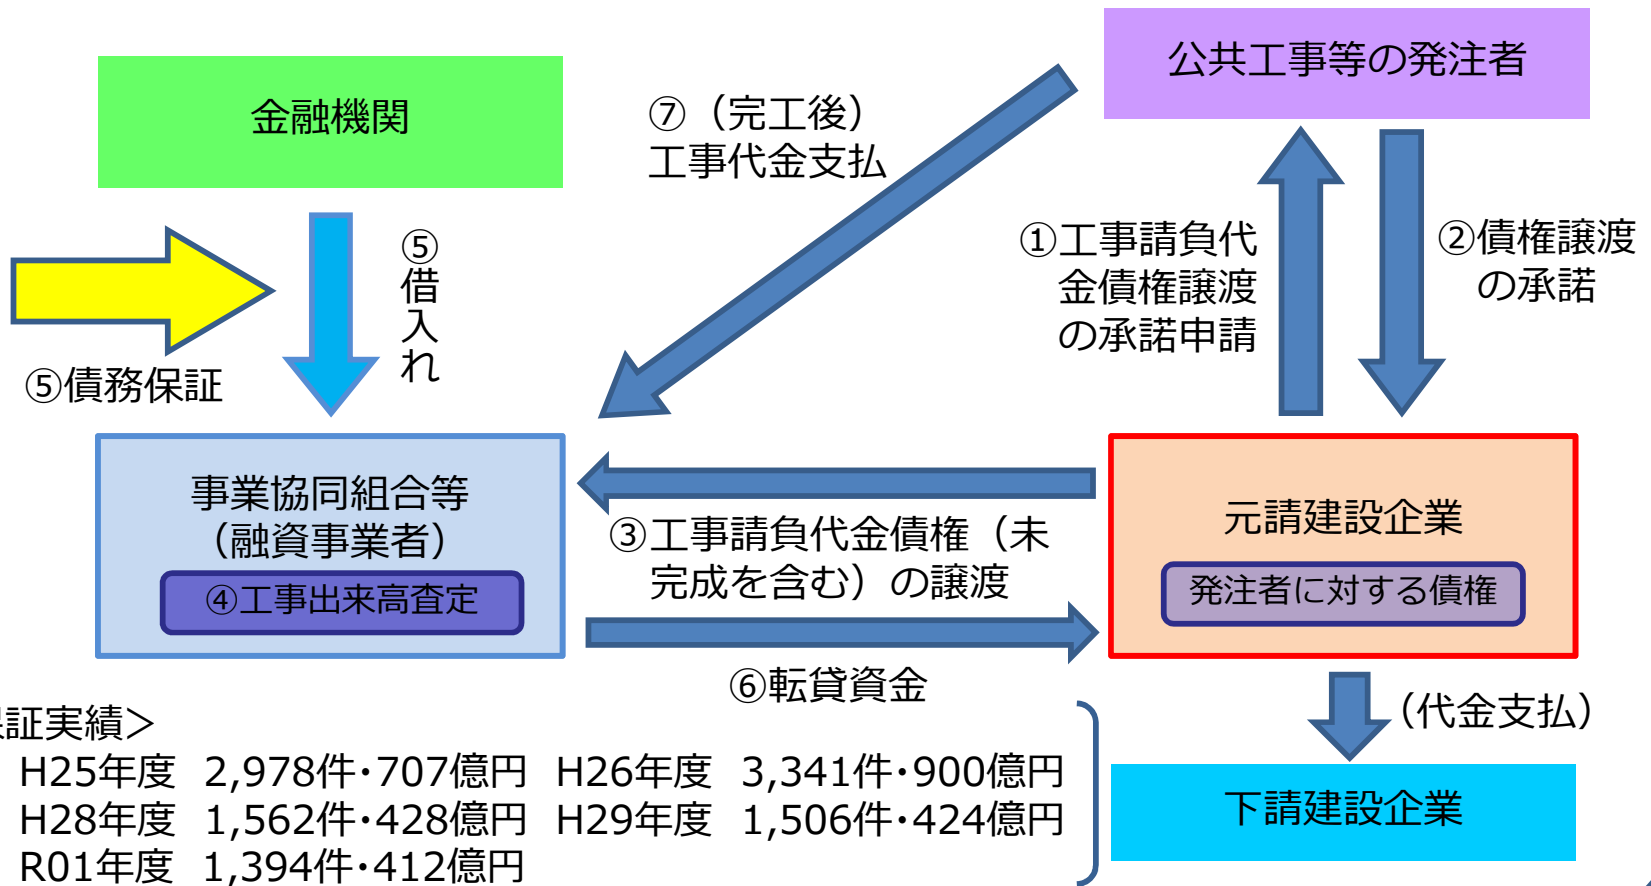 公共工事等の発注者
金融機関
⑦（完工後）
工事代金支払
①工事請負代
金債権譲渡
の承諾申請
②債権譲渡
の承諾
⑤借入れ
⑤債務保証
事業協同組合等
（融資事業者）
④工事出来高査定
③工事請負代金債権（未
完成を含む）の譲渡
元請建設企業
発注者に対する債権
⑥転貸資金
（代金支払）
証実績＞
H25年度 2,978件・707億円 H26年度 3,341件・900億円
H28年度 1,562件・428億円 H29年度 1,506件・424億円
R01年度 1,394件・412億円
下請建設企業